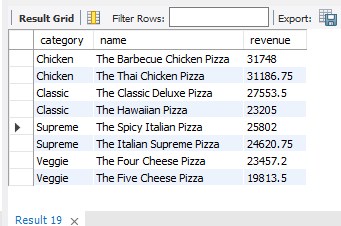 Result Grid Filter Rows: Export:
category name revenue
Chicken The Barbecue Chicken Pizza 31748
Chicken The Thai Chicken Pizza 31186.75
Classic The Classic Deluxe Pizza 27553.5
Classic The Hawaiian Pizza 23205
Supreme The Spicy Italian Pizza 25802
Supreme The Italian Supreme Pizza 24620.75
Veggie The Four Cheese Pizza 23457.2
Veggie The Five Cheese Pizza 19813.5
Result 19